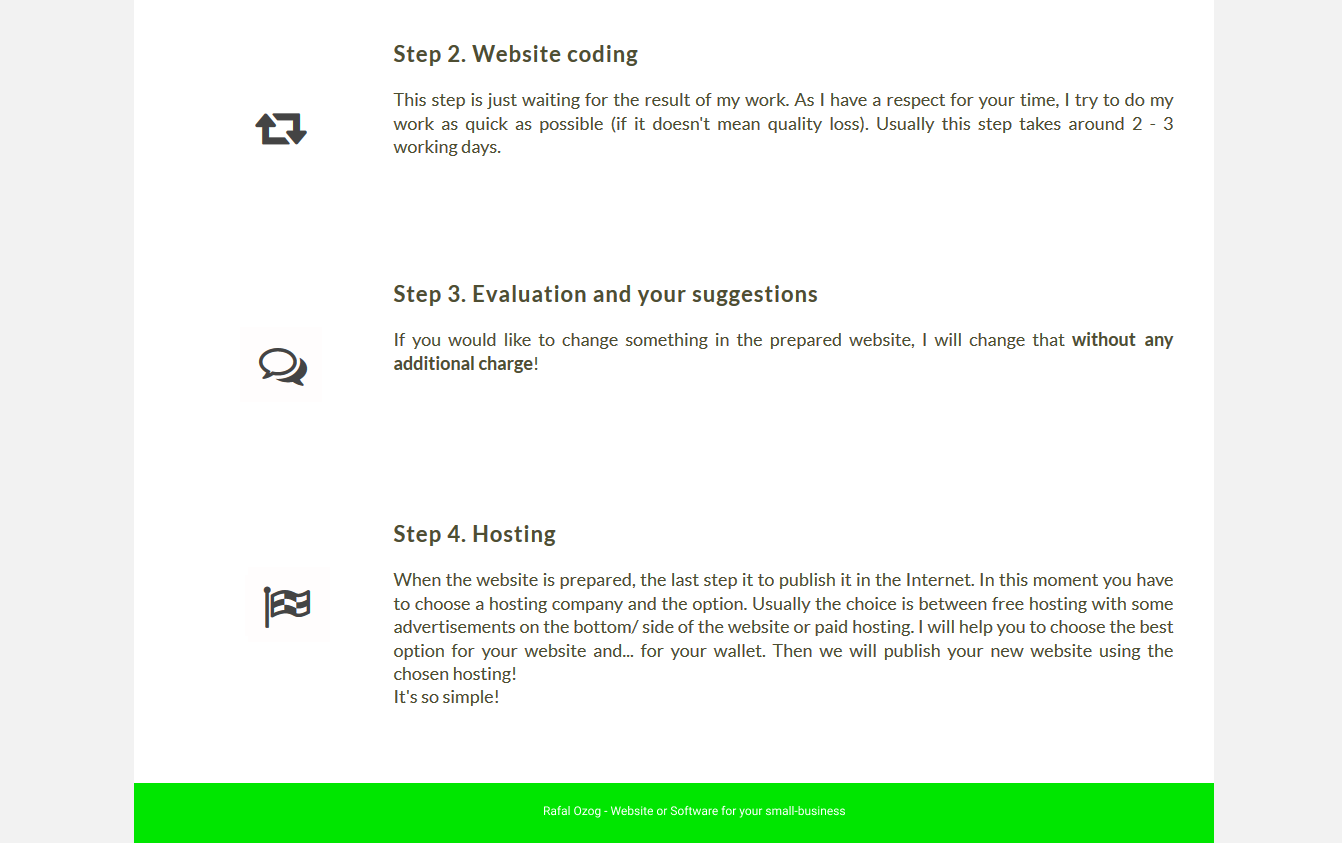 Step 2. Website coding
This step is just waiting for the result of my work. As I have a respect for your time, I try to do my
work as quick as possible (if it doesn't mean quality loss). Usually this step takes around 2 - 3
working days.
Step 3. Evaluation and your suggestions
If you would like to change something in the prepared website, I will change that without any
additional charge!
Step 4. Hosting
When the website is prepared, the last step it to publish it in the Internet. In this moment you have
to choose a hosting company and the option. Usually the choice is between free hosting with some
advertisements on the bottom/ side of the website or paid hosting. I will help you to choose the best
option for your website and... for your wallet. Then we will publish your new website using the
chosen hosting!
It's so simple!
Rafal Ozog - Website or Software for your small-business